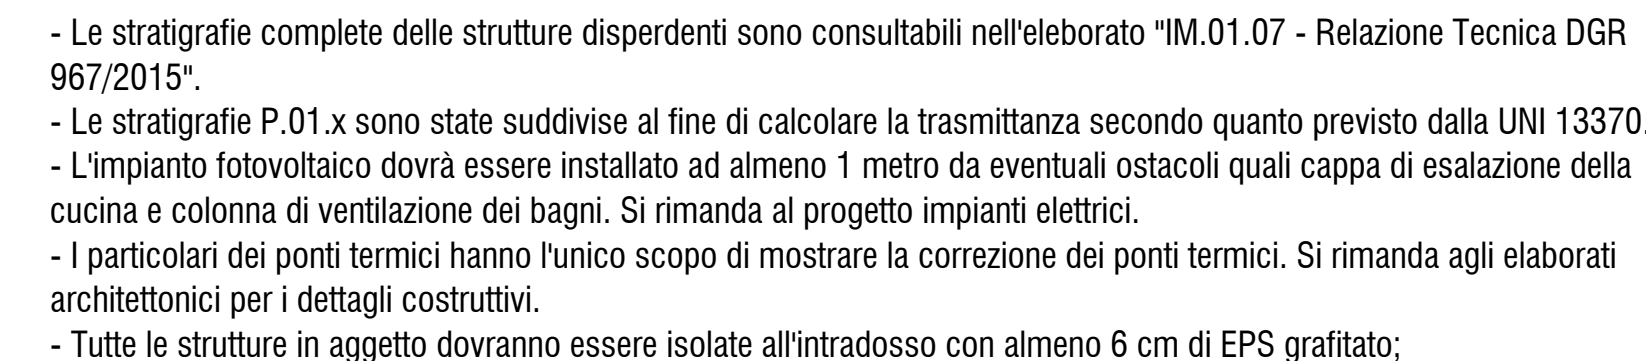 - Le stratigrafie complete delle strutture disperdenti sono consultabili nell'eleborato "IM.01.07 - Relazione Tecnica DGR
967/2015".
- Le stratigrafie P.01.x sono state suddivise al fine di calcolare la trasmittanza secondo quanto previsto dalla UNI 13370.
- L'impianto fotovoltaico dovrà essere installato ad almeno 1 metro da eventuali ostacoli quali cappa di esalazione della
cucina e colonna di ventilazione dei bagni. Si rimanda al progetto impianti elettrici.
- I particolari dei ponti termici hanno l'unico scopo di mostrare la correzione dei ponti termici. Si rimanda agli elaborati
architettonici per i dettagli costruttivi.
- Tutte le strutture in aggetto dovranno essere isolate all'intradosso con almeno 6 cm di EPS grafitato;